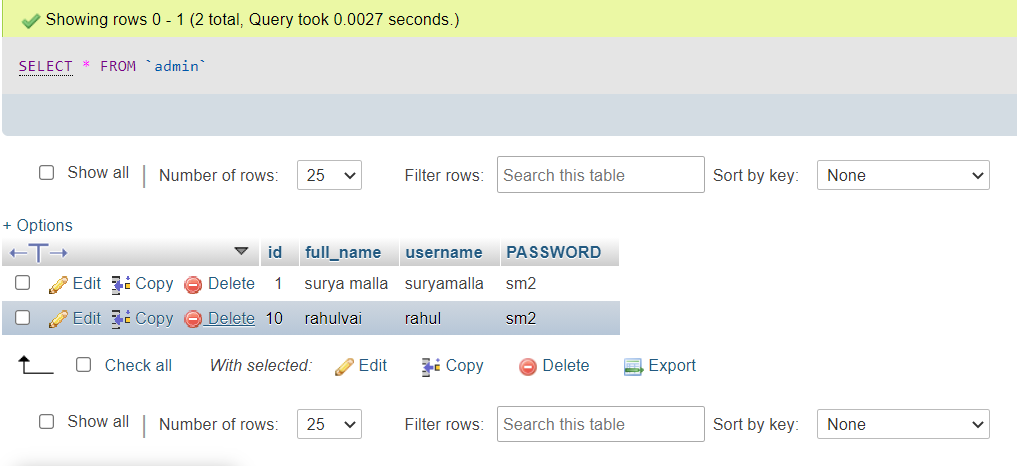 Showing rows 0 - 1 (2 total, Query took 0.0027 seconds.)
SELECT * FROM `admin`
Show all | Number of rows: 25 Filter rows: Search this table Sort by key: None
+ Options
←T→ id full_name username PASSWORD
Edit Copy Delete 1 surya malla suryamalla sm2
Edit Copy Delete 10 rahulvai rahul sm2
Check all With selected: Edit Copy Delete Export
Show all | Number of rows: 25 Filter rows: Search this table Sort by key: None